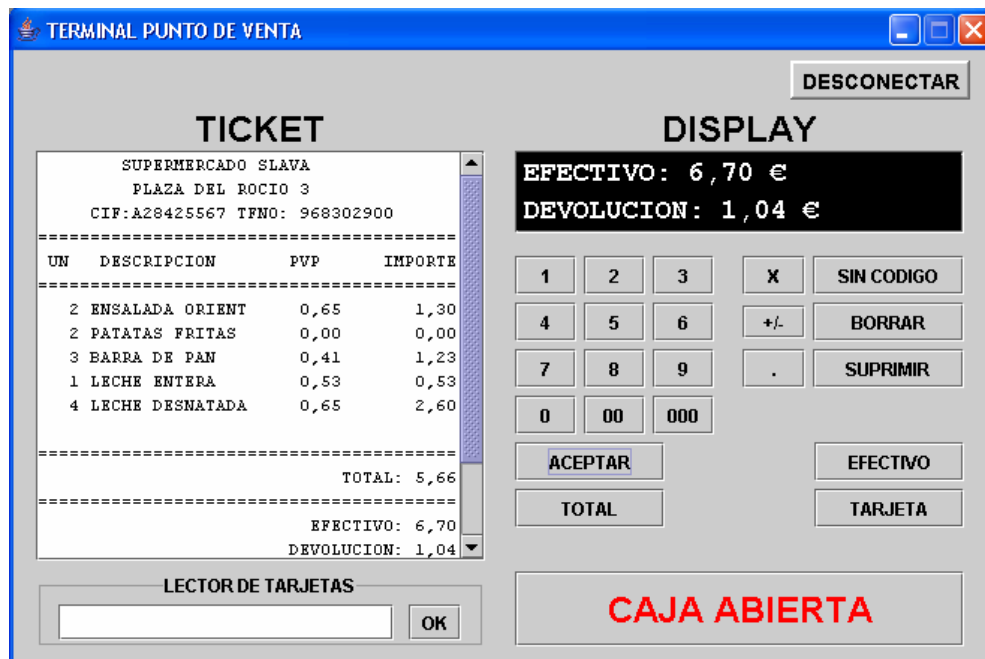 TERMINAL PUNTO DE VENTA
DESCONECTAR
TICKET
SUPERMERCADO SLAVA
PLAZA DEL ROCIO 3
CIF:A28425567 TFNO: 968302900
==========================================
UN DESCRIPCION PVP IMPORTE
==========================================
2 ENSALADA ORIENT 0,65 1,30
2 PATATAS FRITAS 0,00 0,00
3 BARRA DE PAN 0,41 1,23
1 LECHE ENTERA 0,53 0,53
4 LECHE DESNATADA 0,65 2,60
==========================================
TOTAL: 5,66
==========================================
EFECTIVO: 6,70
DEVOLUCION: 1,04
LECTOR DE TARJETAS
OK
DISPLAY
EFECTIVO: 6,70 €
DEVOLUCION: 1,04 €
1 2 3 X SIN CODIGO
4 5 6 +/- BORRAR
7 8 9 . SUPRIMIR
0 00 000
ACEPTAR EFECTIVO
TOTAL TARJETA
CAJA ABIERTA